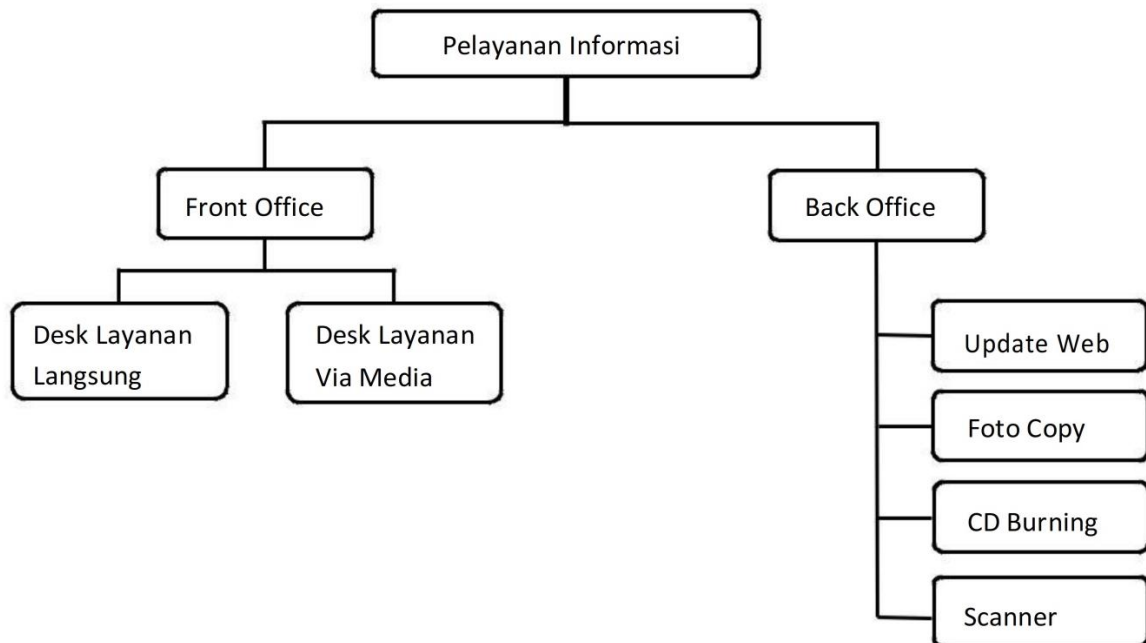 Pelayanan Informasi
Front Office
Back Office
Desk Layanan
Langsung
Desk Layanan
Via Media
Update Web
Foto Copy
CD Burning
Scanner